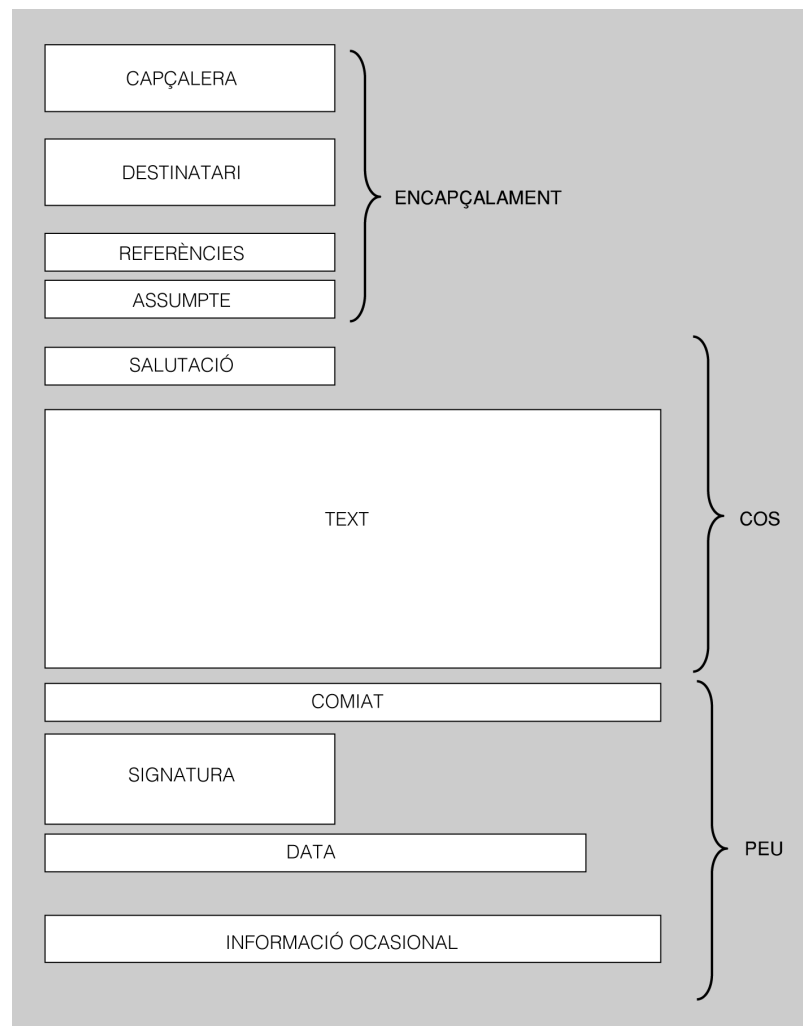 CAPÇALERA
DESTINATARI
ENCAPÇALAMENT
REFERÈNCIES
ASSUMPTE
SALUTACIÓ
TEXT
COS
COMIAT
SIGNATURA
DATA
PEU
INFORMACIÓ OCASIONAL